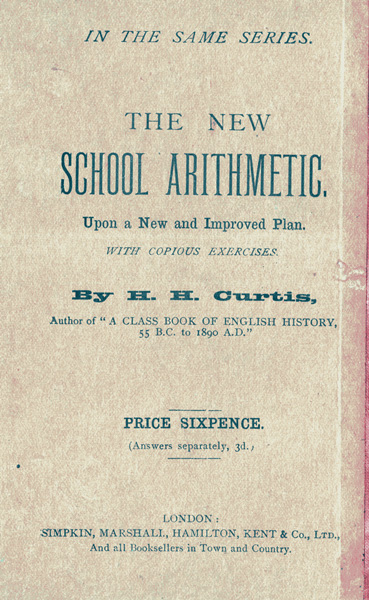 IN THE SAME SERIES.
THE NEW
SCHOOL ARITHMETIC.
Upon a New and Improved Plan.
WITH COPIOUS EXERCISES.
By H. H. Curtis,
Author of "A CLASS BOOK OF ENGLISH HISTORY,
55 B.C. to 1890 A.D."
PRICE SIXPENCE.
(Answers separately, 3d.)
LONDON:
SIMPKIN, MARSHALL, HAMILTON, KENT & Co., LTD.,
And all Booksellers in Town and Country.